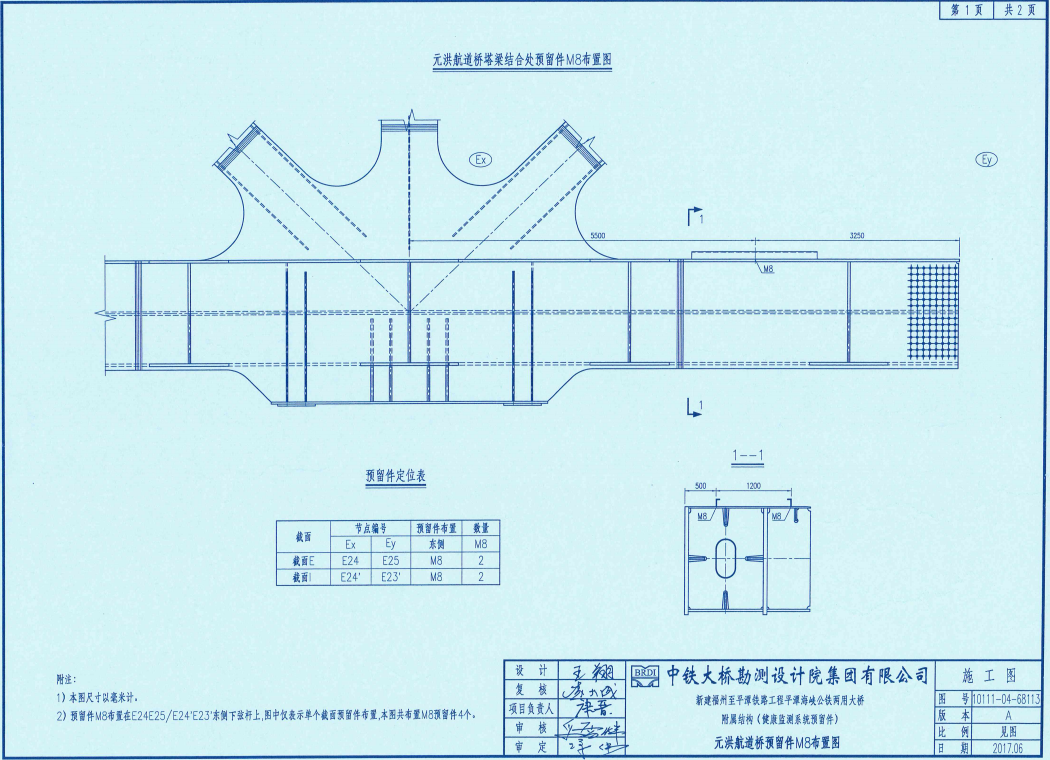 第 1 页 共 2 页
元洪航道桥塔梁结合处预留件M8布置图
Ex
Ey
1
5500
3250
M8
1
1--1
500
1200
M8
M8
预留件定位表
截面 节点编号 预留件布置 数量
Ex Ey 东侧 M8
截面E E24 E25 M8 2
截面I E24' E23' M8 2
附注:
1) 本图尺寸以毫米计。
2) 预留件M8布置在E24E25/E24'E23'东侧下弦杆上,图中仅表示单个截面预留件布置,本图共布置M8预留件4个。
设 计
复 核
项目负责人
审 核
审 定
BRDI 中铁大桥勘测设计院集团有限公司
新建福州至平潭铁路工程平潭海峡公铁两用大桥
附属结构(健康监测系统预留件)
元洪航道桥预留件M8布置图
施 工 图
图 号 10111-04-68113
版 本 A
比 例 见图
日 期 2017.06